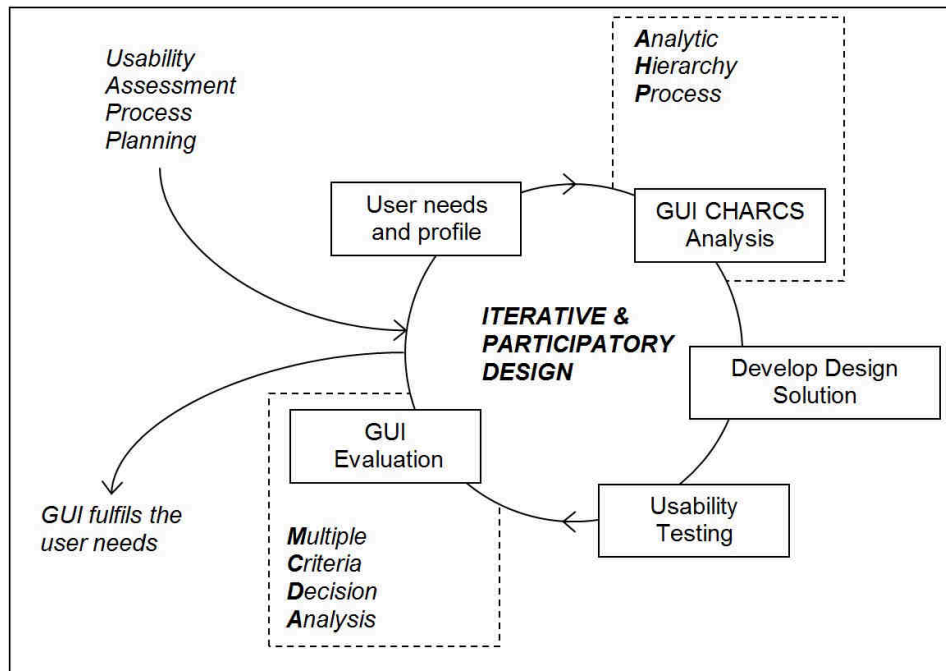 Usability
Assessment
Process
Planning
Analytic
Hierarchy
Process
User needs
and profile
GUI CHARCS
Analysis
ITERATIVE &
PARTICIPATORY
DESIGN
Develop Design
Solution
GUI
Evaluation
Usability
Testing
GUI fulfils the
user needs
Multiple
Criteria
Decision
Analysis